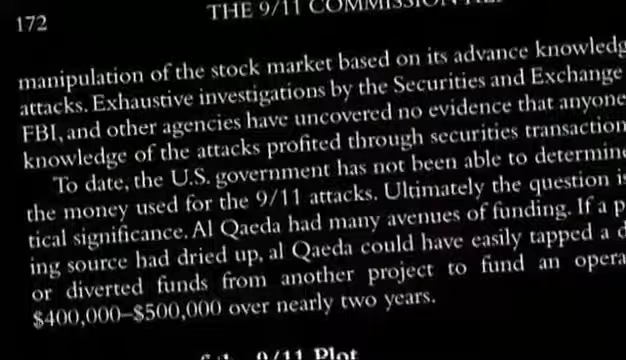 172
THE 9/11
manipulation of the stock market based on its advance knowledg
attacks. Exhaustive investigations by the Securities and Exchange
FBI, and other agencies have uncovered no evidence that anyone
knowledge of the attacks profited through securities transaction
To date, the U.S. government has not been able to determine
the money used for the 9/11 attacks. Ultimately the question is
tical significance. Al Qaeda had many avenues of funding. If a p
ing source had dried up, al Qaeda could have easily tapped a d
or diverted funds from another project to fund an opera
$400,000–$500,000 over nearly two years.
9/11 Plot